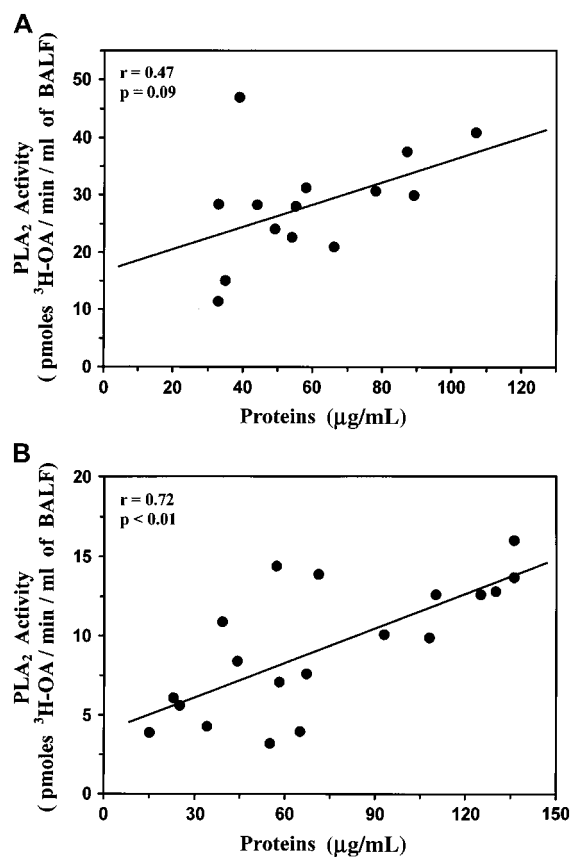 A
r = 0.47
p = 0.09
PLA₂ Activity
( pmoles ³H-OA / min / ml of BALF)
50
40
30
20
10
0
0 20 40 60 80 100 120
Proteins (µg/mL)
B
r = 0.72
p < 0.01
PLA₂ Activity
( pmoles ³H-OA / min / ml of BALF)
20
15
10
5
0
0 30 60 90 120 150
Proteins (µg/mL)